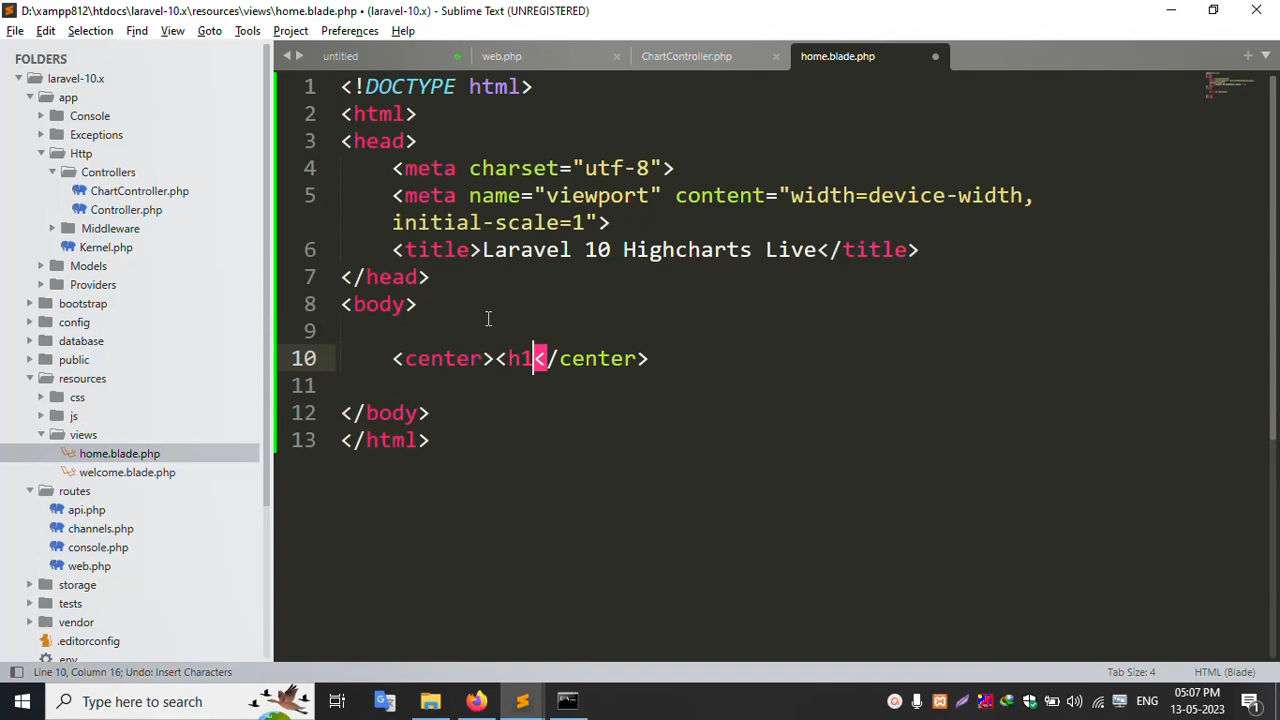 D:\xampp812\htdocs\laravel-10.x\resources\views\home.blade.php • (laravel-10.x) - Sublime Text (UNREGISTERED)
File Edit Selection Find View Goto Tools Project Preferences Help
FOLDERS
laravel-10.x
app
Console
Exceptions
Http
Controllers
ChartController.php
Controller.php
Middleware
Kernel.php
Models
Providers
bootstrap
config
database
public
resources
css
js
views
home.blade.php
welcome.blade.php
routes
api.php
channels.php
console.php
web.php
storage
tests
vendor
.editorconfig
.env
untitled web.php ChartController.php home.blade.php
1 <!DOCTYPE html>
2 <html>
3 <head>
4 <meta charset="utf-8">
5 <meta name="viewport" content="width=device-width,
initial-scale=1">
6 <title>Laravel 10 Highcharts Live</title>
7 </head>
8 <body>
9
10 <center><h1</center>
11
12 </body>
13 </html>
Line 10, Column 16; Undo: Insert Characters Tab Size: 4 HTML (Blade)
Type here to search
ENG
05:07 PM
13-05-2023
1